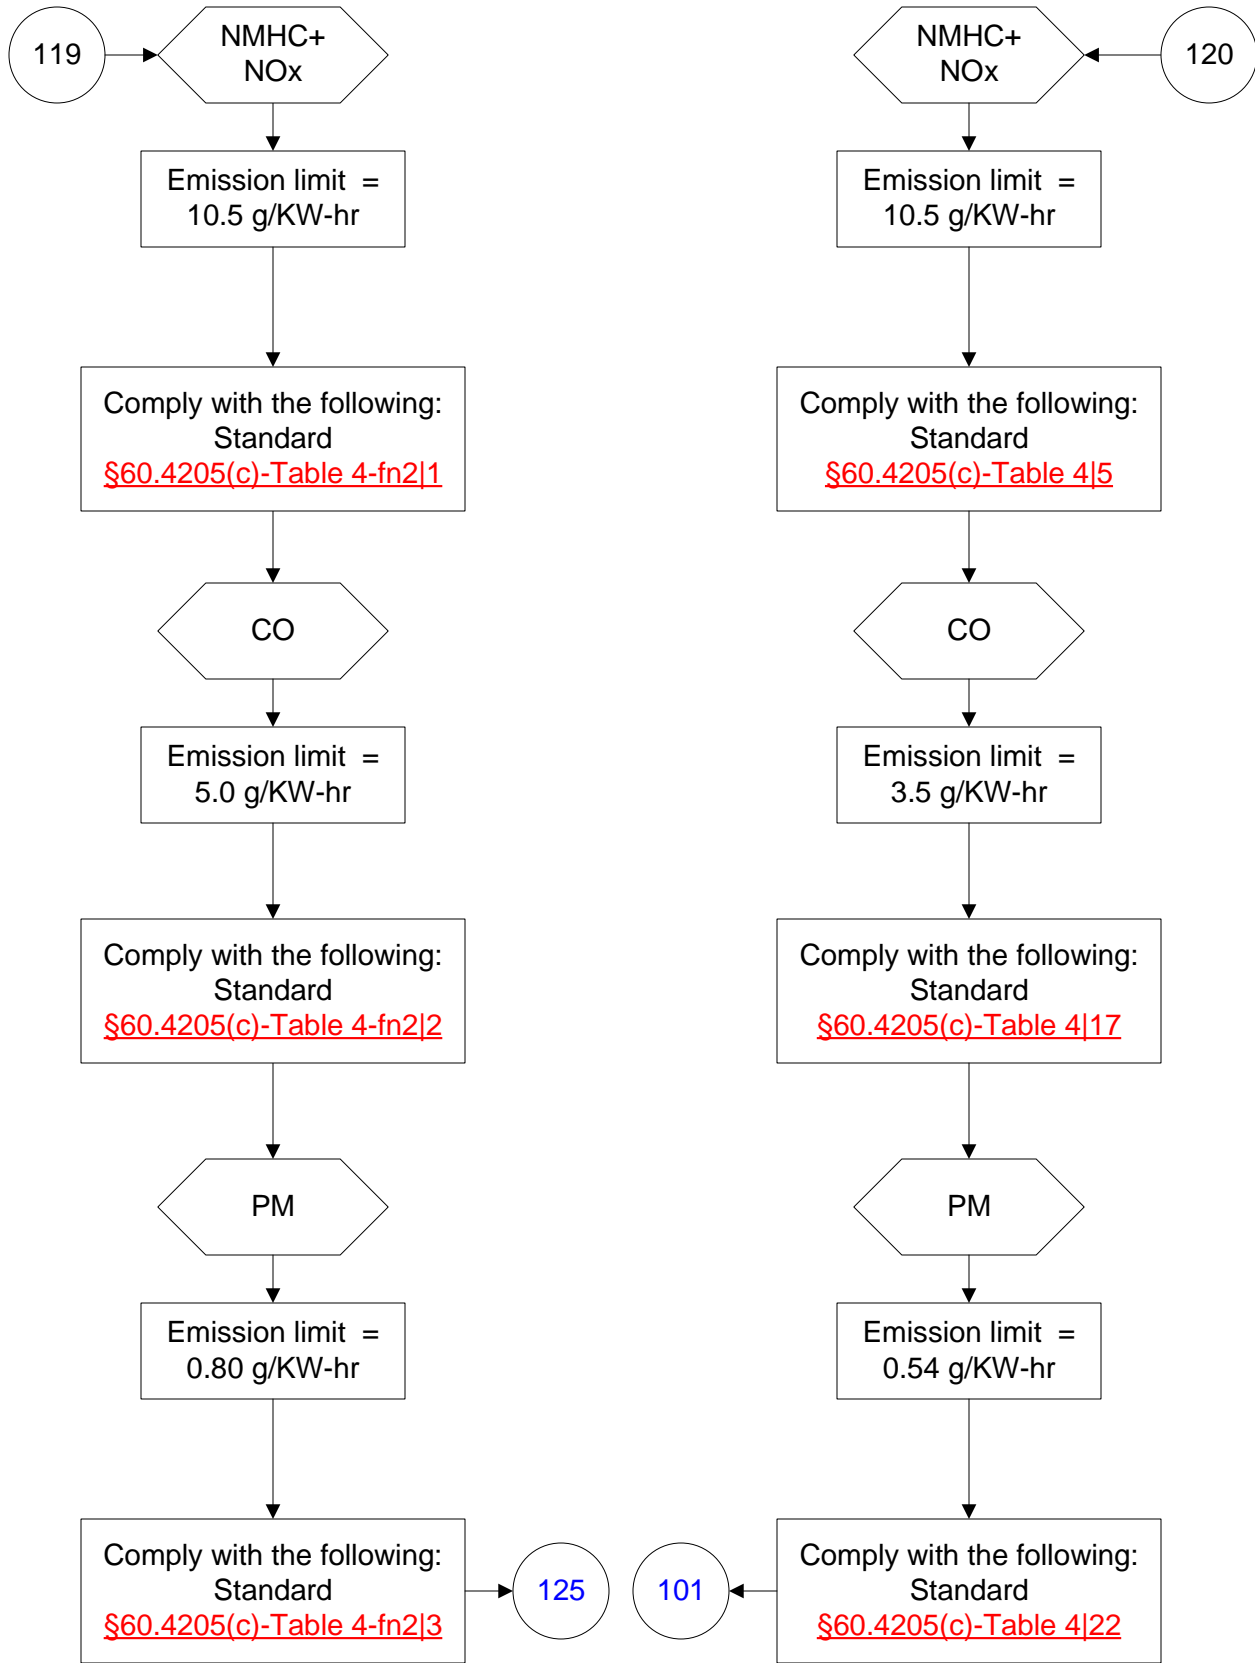 119
NMHC+
NOx
Emission limit =
10.5 g/KW-hr
Comply with the following:
Standard
§60.4205(c)-Table 4-fn2|1
CO
Emission limit =
5.0 g/KW-hr
Comply with the following:
Standard
§60.4205(c)-Table 4-fn2|2
PM
Emission limit =
0.80 g/KW-hr
Comply with the following:
Standard
§60.4205(c)-Table 4-fn2|3
125
120
NMHC+
NOx
Emission limit =
10.5 g/KW-hr
Comply with the following:
Standard
§60.4205(c)-Table 4|5
CO
Emission limit =
3.5 g/KW-hr
Comply with the following:
Standard
§60.4205(c)-Table 4|17
PM
Emission limit =
0.54 g/KW-hr
Comply with the following:
Standard
§60.4205(c)-Table 4|22
101